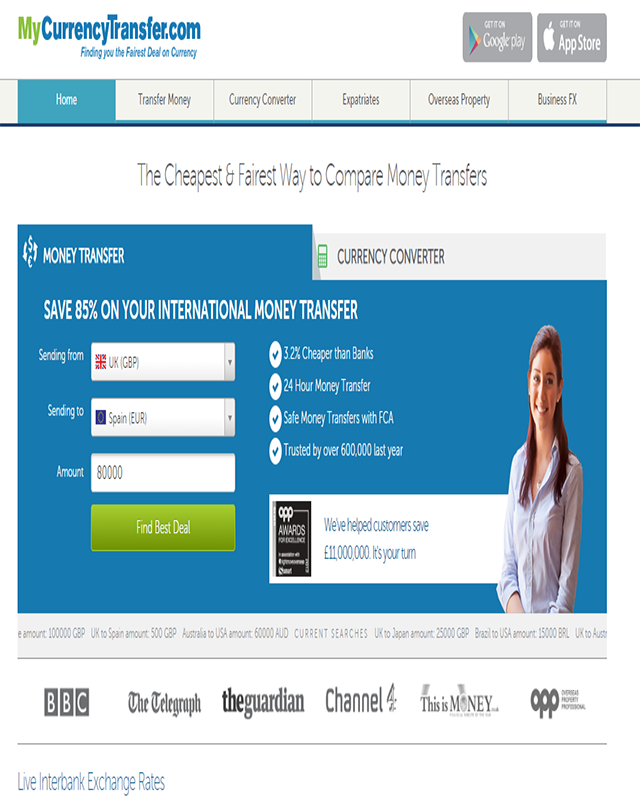 MyCurrencyTransfer.com
Finding you the Fairest Deal on Currency
GET IT ON
Google play
GET IT ON
App Store
Home
Transfer Money
Currency Converter
Expatriates
Overseas Property
Business FX
The Cheapest & Fairest Way to Compare Money Transfers
MONEY TRANSFER
CURRENCY CONVERTER
SAVE 85% ON YOUR INTERNATIONAL MONEY TRANSFER
Sending from
UK (GBP)
Sending to
Spain (EUR)
Amount
80000
Find Best Deal
3.2% Cheaper than Banks
24 Hour Money Transfer
Safe Money Transfers with FCA
Trusted by over 600,000 last year
opp
AWARDS
FOR EXCELLENCE
We've helped customers save
£11,000,000. It's your turn
e amount: 100000 GBP UK to Spain amount: 500 GBP Australia to USA amount: 60000 AUD CURRENT SEARCHES UK to Japan amount: 25000 GBP Brazil to USA amount: 15000 BRL UK to Austr
BBC
The Telegraph
theguardian
Channel 4
This is MONEY
opp
OVERSEAS
PROPERTY
PROFESSIONAL
Live Interbank Exchange Rates